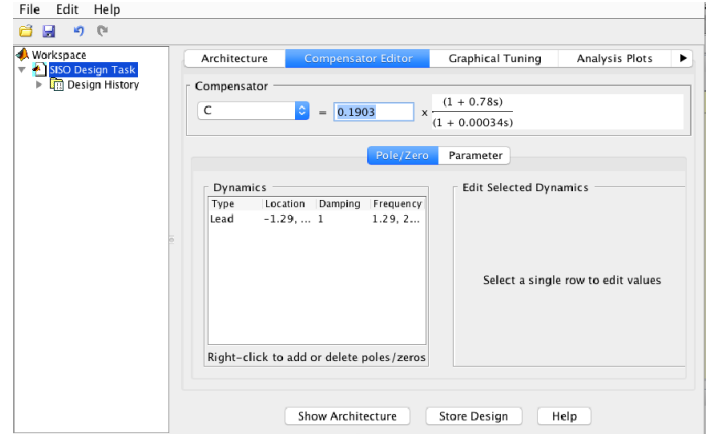 File Edit Help
Workspace
SISO Design Task
Design History
Architecture Compensator Editor Graphical Tuning Analysis Plots
Compensator
C = 0.1903 x (1 + 0.78s)
(1 + 0.00034s)
Pole/Zero Parameter
Dynamics
Type Location Damping Frequency
Lead -1.29, ... 1 1.29, 2...
Right-click to add or delete poles/zeros
Edit Selected Dynamics
Select a single row to edit values
Show Architecture Store Design Help